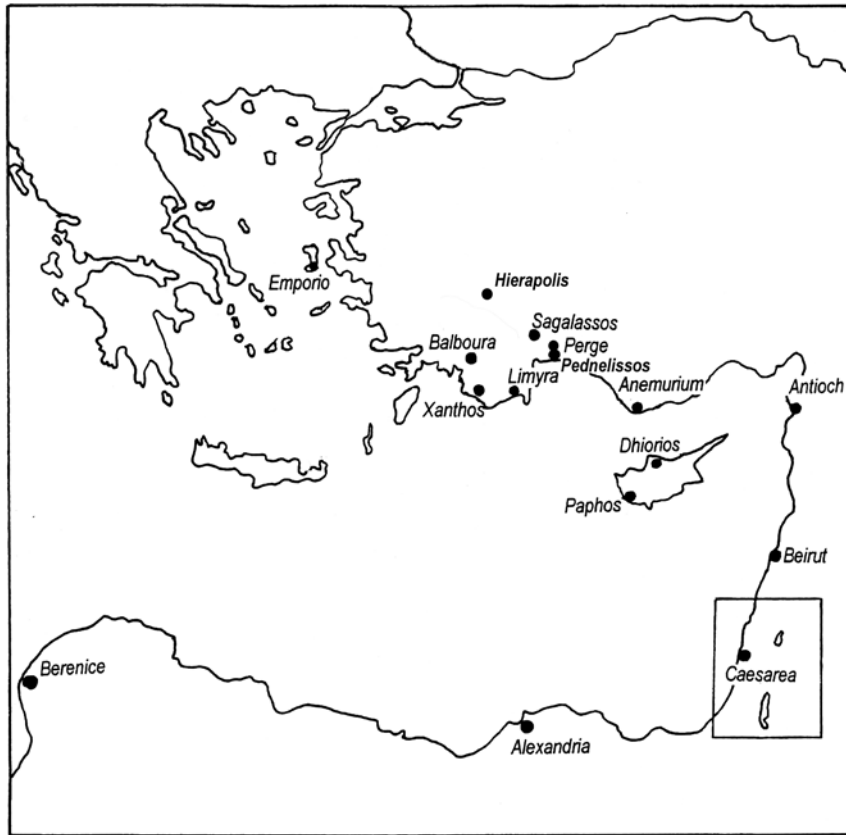 Emporio
Hierapolis
Sagalassos
Balboura
Perge
Pednelissos
Limyra
Xanthos
Anemurium
Antioch
Dhiorios
Paphos
Beirut
Berenice
Caesarea
Alexandria